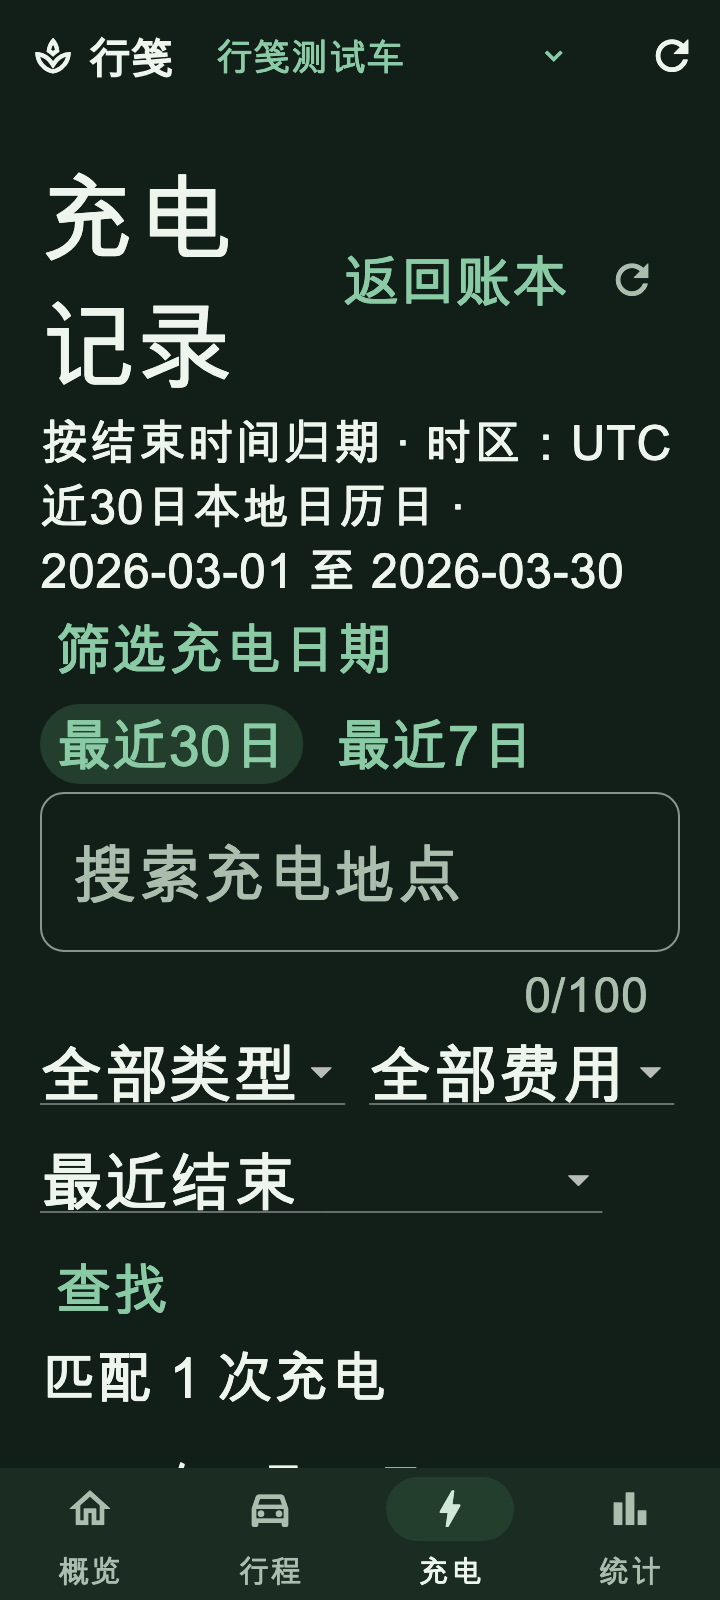 行笺 行笺测试车
充电
记录
返回账本
按结束时间归期 · 时区：UTC
近30日本地日历日 ·
2026-03-01 至 2026-03-30
筛选充电日期
最近30日 最近7日
搜索充电地点
0/100
全部类型 全部费用
最近结束
查找
匹配 1 次充电
概览 行程 充电 统计